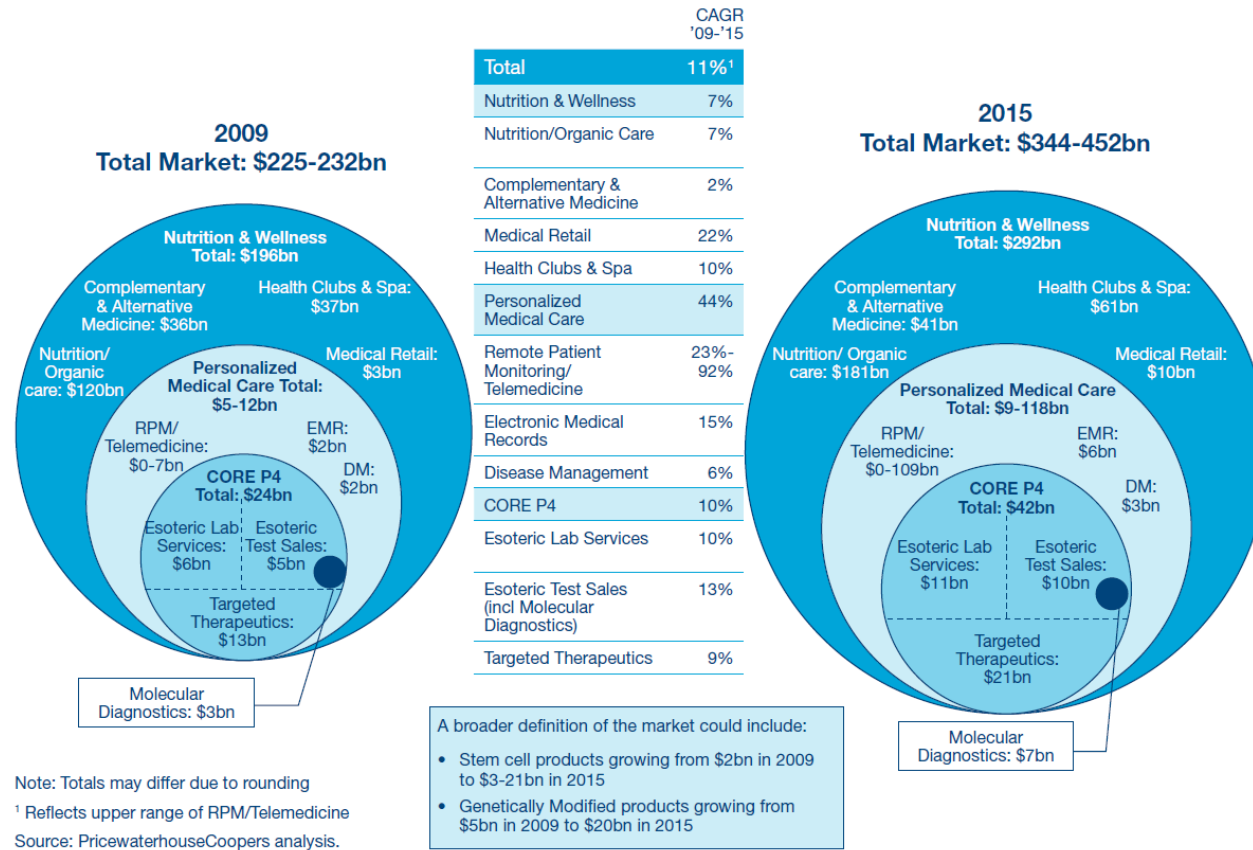 2009
Total Market: $225-232bn
Nutrition & Wellness
Total: $196bn
Complementary
& Alternative
Medicine: $36bn
Health Clubs & Spa:
$37bn
Nutrition/
Organic
care: $120bn
Medical Retail:
$3bn
Personalized
Medical Care Total:
$5-12bn
RPM/
Telemedicine:
$0-7bn
EMR:
$2bn
DM:
$2bn
CORE P4
Total: $24bn
Esoteric Lab
Services:
$6bn
Esoteric
Test Sales:
$5bn
Targeted
Therapeutics:
$13bn
Molecular
Diagnostics: $3bn
CAGR
’09-’15
Total 11%¹
Nutrition & Wellness 7%
Nutrition/Organic Care 7%
Complementary & 2%
Alternative Medicine
Medical Retail 22%
Health Clubs & Spa 10%
Personalized 44%
Medical Care
Remote Patient 23%-
Monitoring/ 92%
Telemedicine
Electronic Medical 15%
Records
Disease Management 6%
CORE P4 10%
Esoteric Lab Services 10%
Esoteric Test Sales 13%
(incl Molecular
Diagnostics)
Targeted Therapeutics 9%
2015
Total Market: $344-452bn
Nutrition & Wellness
Total: $292bn
Complementary
& Alternative
Medicine: $41bn
Health Clubs & Spa:
$61bn
Nutrition/ Organic
care: $181bn
Medical Retail:
$10bn
Personalized Medical Care
Total: $9-118bn
RPM/
Telemedicine:
$0-109bn
EMR:
$6bn
DM:
$3bn
CORE P4
Total: $42bn
Esoteric Lab
Services:
$11bn
Esoteric
Test Sales:
$10bn
Targeted
Therapeutics:
$21bn
Molecular
Diagnostics: $7bn
A broader definition of the market could include:
• Stem cell products growing from $2bn in 2009
to $3-21bn in 2015
• Genetically Modified products growing from
$5bn in 2009 to $20bn in 2015
Note: Totals may differ due to rounding
¹ Reflects upper range of RPM/Telemedicine
Source: PricewaterhouseCoopers analysis.